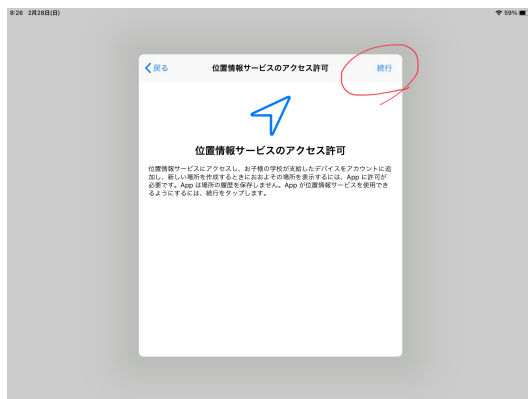 8:26 2月28日(日)
59%
戻る
位置情報サービスのアクセス許可
続行
位置情報サービスのアクセス許可
位置情報サービスにアクセスし、お子様の学校が支給したデバイスをアカウントに追
加し、新しい場所を作成するときにおおよその場所を表示するには、App に許可が
必要です。App は場所の履歴を保存しません。App が位置情報サービスを使用でき
るようにするには、続行をタップします。